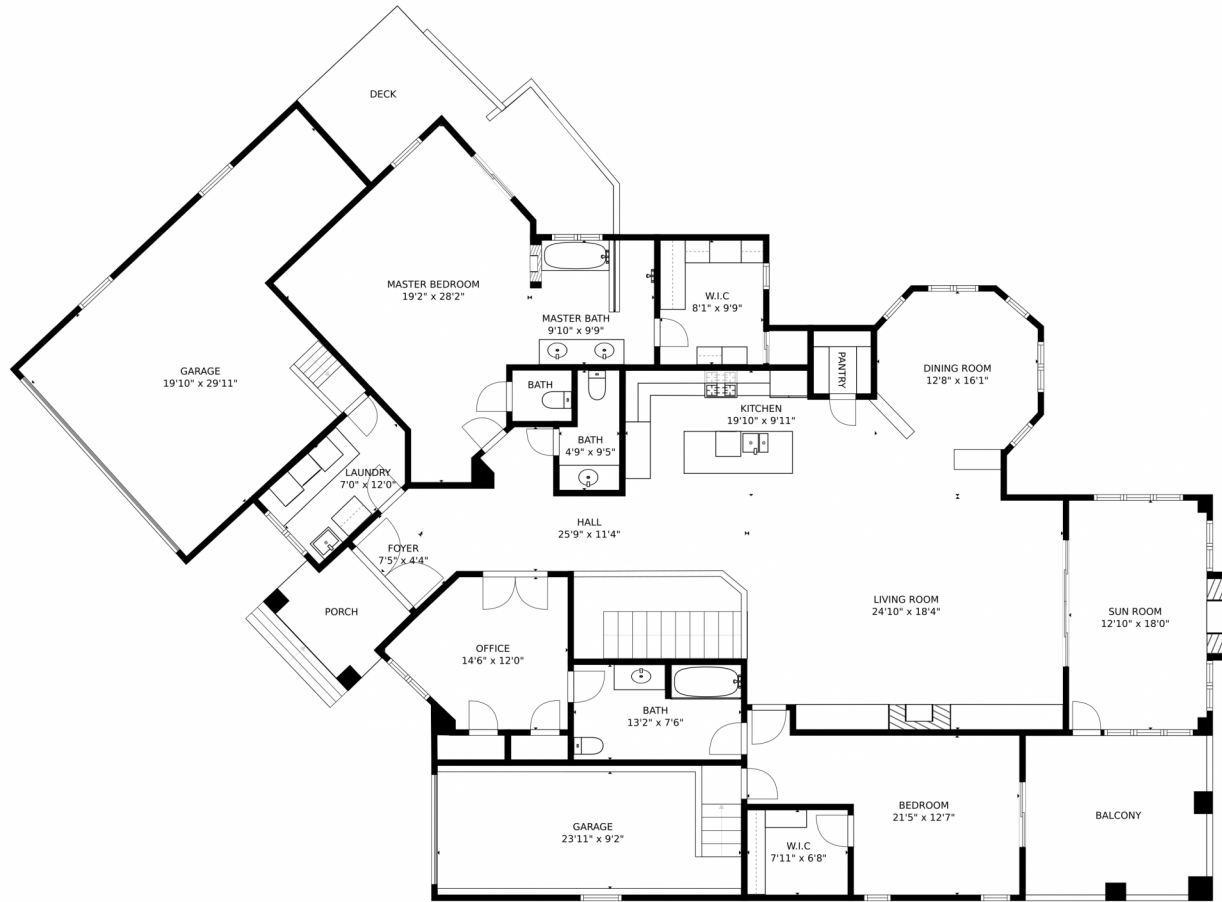 DECK
MASTER BEDROOM
19'2" x 28'2"
W.I.C
8'1" x 9'9"
MASTER BATH
9'10" x 9'9"
GARAGE
19'10" x 29'11"
BATH
PANTRY
DINING ROOM
12'8" x 16'1"
KITCHEN
19'10" x 9'11"
BATH
4'9" x 9'5"
LAUNDRY
7'0" x 12'0"
HALL
25'9" x 11'4"
FOYER
7'5" x 4'4"
PORCH
LIVING ROOM
24'10" x 18'4"
SUN ROOM
12'10" x 18'0"
OFFICE
14'6" x 12'0"
BATH
13'2" x 7'6"
BEDROOM
21'5" x 12'7"
BALCONY
GARAGE
23'11" x 9'2"
W.I.C
7'11" x 6'8"